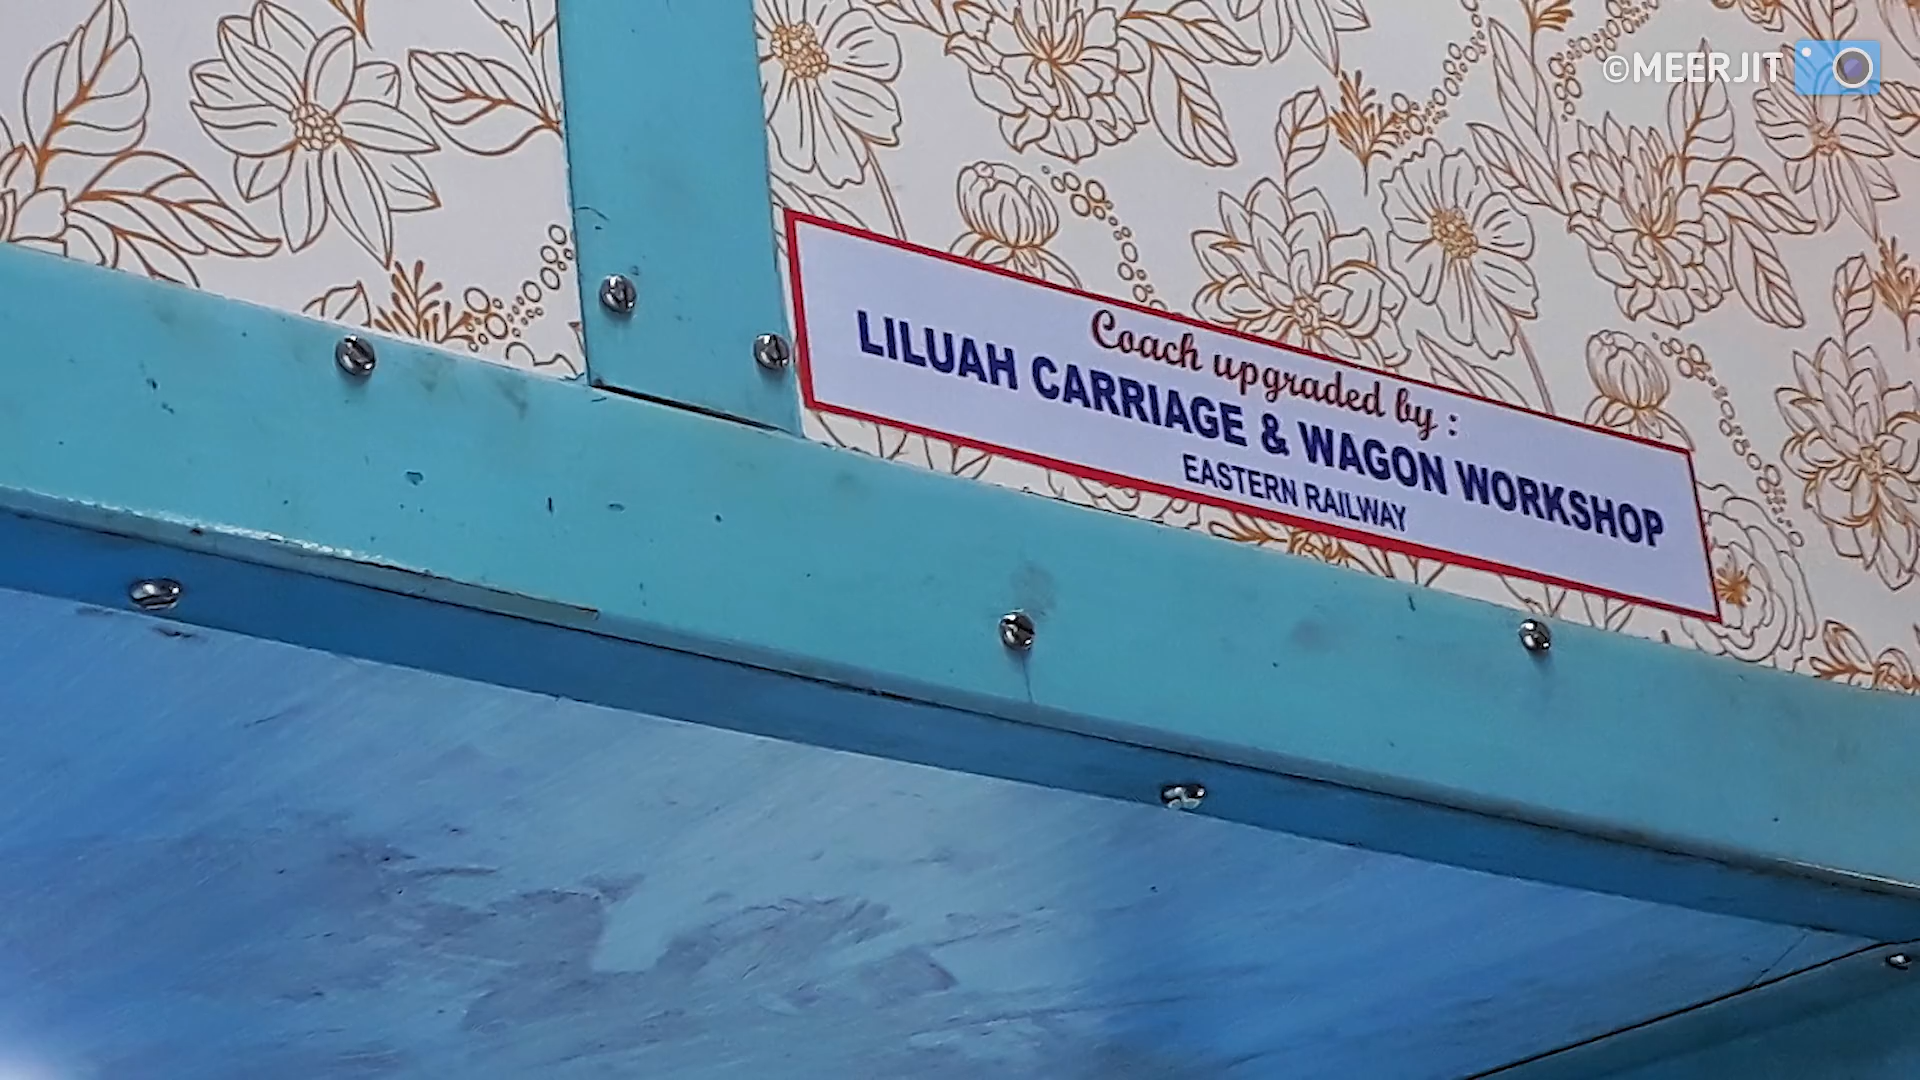 ©MEERJIT
Coach upgraded by :
LILUAH CARRIAGE & WAGON WORKSHOP
EASTERN RAILWAY